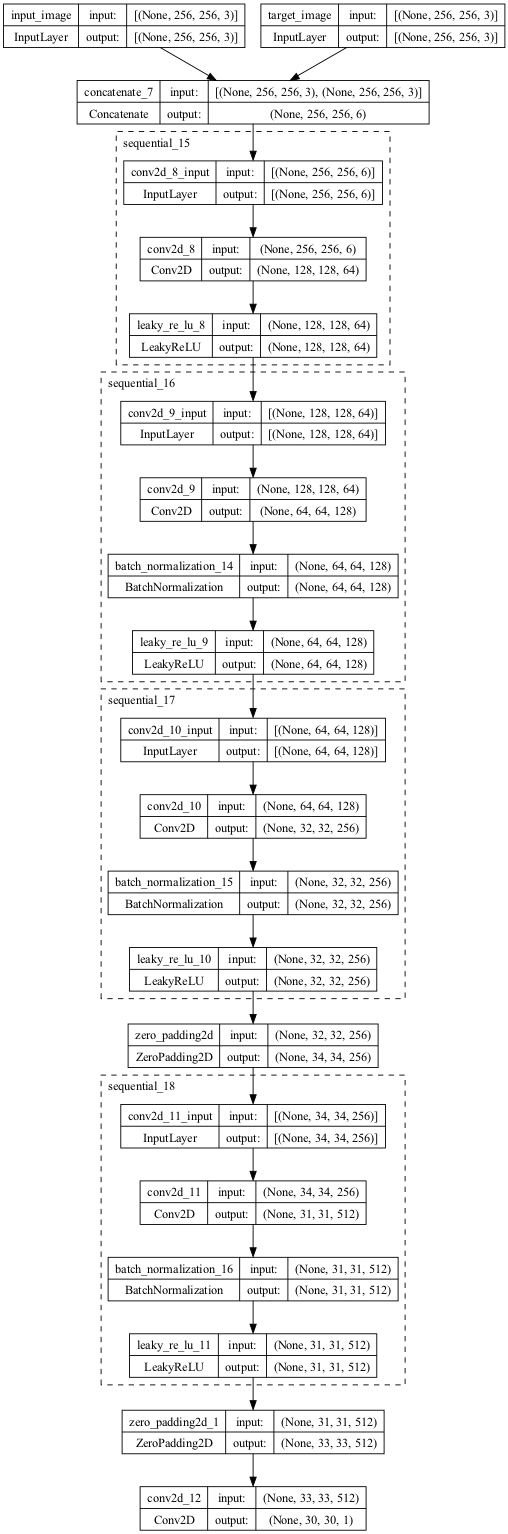 input_image input: [(None, 256, 256, 3)] target_image input: [(None, 256, 256, 3)]
InputLayer output: [(None, 256, 256, 3)] InputLayer output: [(None, 256, 256, 3)]
concatenate_7 input: [(None, 256, 256, 3), (None, 256, 256, 3)]
Concatenate output: (None, 256, 256, 6)
sequential_15
conv2d_8_input input: [(None, 256, 256, 6)]
InputLayer output: [(None, 256, 256, 6)]
conv2d_8 input: (None, 256, 256, 6)
Conv2D output: (None, 128, 128, 64)
leaky_re_lu_8 input: (None, 128, 128, 64)
LeakyReLU output: (None, 128, 128, 64)
sequential_16
conv2d_9_input input: [(None, 128, 128, 64)]
InputLayer output: [(None, 128, 128, 64)]
conv2d_9 input: (None, 128, 128, 64)
Conv2D output: (None, 64, 64, 128)
batch_normalization_14 input: (None, 64, 64, 128)
BatchNormalization output: (None, 64, 64, 128)
leaky_re_lu_9 input: (None, 64, 64, 128)
LeakyReLU output: (None, 64, 64, 128)
sequential_17
conv2d_10_input input: [(None, 64, 64, 128)]
InputLayer output: [(None, 64, 64, 128)]
conv2d_10 input: (None, 64, 64, 128)
Conv2D output: (None, 32, 32, 256)
batch_normalization_15 input: (None, 32, 32, 256)
BatchNormalization output: (None, 32, 32, 256)
leaky_re_lu_10 input: (None, 32, 32, 256)
LeakyReLU output: (None, 32, 32, 256)
zero_padding2d input: (None, 32, 32, 256)
ZeroPadding2D output: (None, 34, 34, 256)
sequential_18
conv2d_11_input input: [(None, 34, 34, 256)]
InputLayer output: [(None, 34, 34, 256)]
conv2d_11 input: (None, 34, 34, 256)
Conv2D output: (None, 31, 31, 512)
batch_normalization_16 input: (None, 31, 31, 512)
BatchNormalization output: (None, 31, 31, 512)
leaky_re_lu_11 input: (None, 31, 31, 512)
LeakyReLU output: (None, 31, 31, 512)
zero_padding2d_1 input: (None, 31, 31, 512)
ZeroPadding2D output: (None, 33, 33, 512)
conv2d_12 input: (None, 33, 33, 512)
Conv2D output: (None, 30, 30, 1)